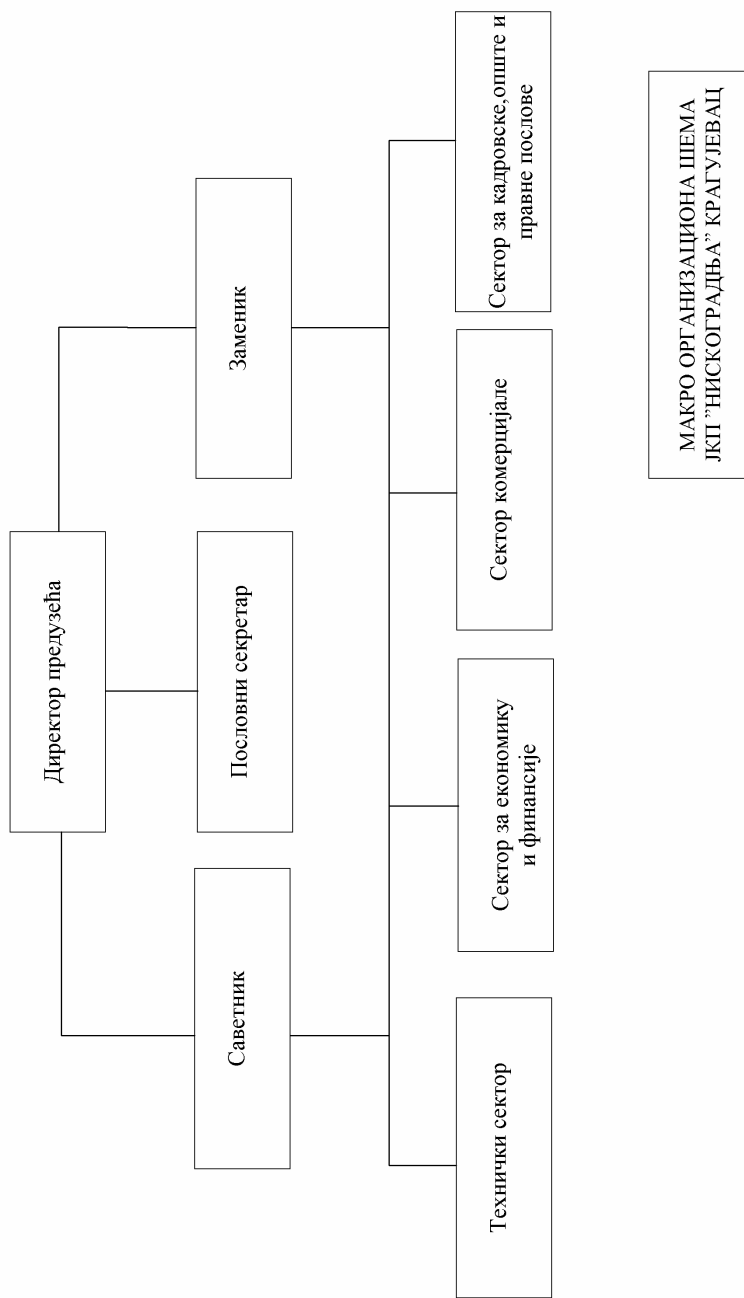 Директор предузећа
Саветник
Пословни секретар
Заменик
Технички сектор
Сектор за економику
и финансије
Сектор комерцијале
Сектор за кадровске,опште и
правне послове
МАКРО ОРГАНИЗАЦИОНА ШЕМА
ЈКП ”НИСКОГРАДЊА” КРАГУЈЕВАЦ